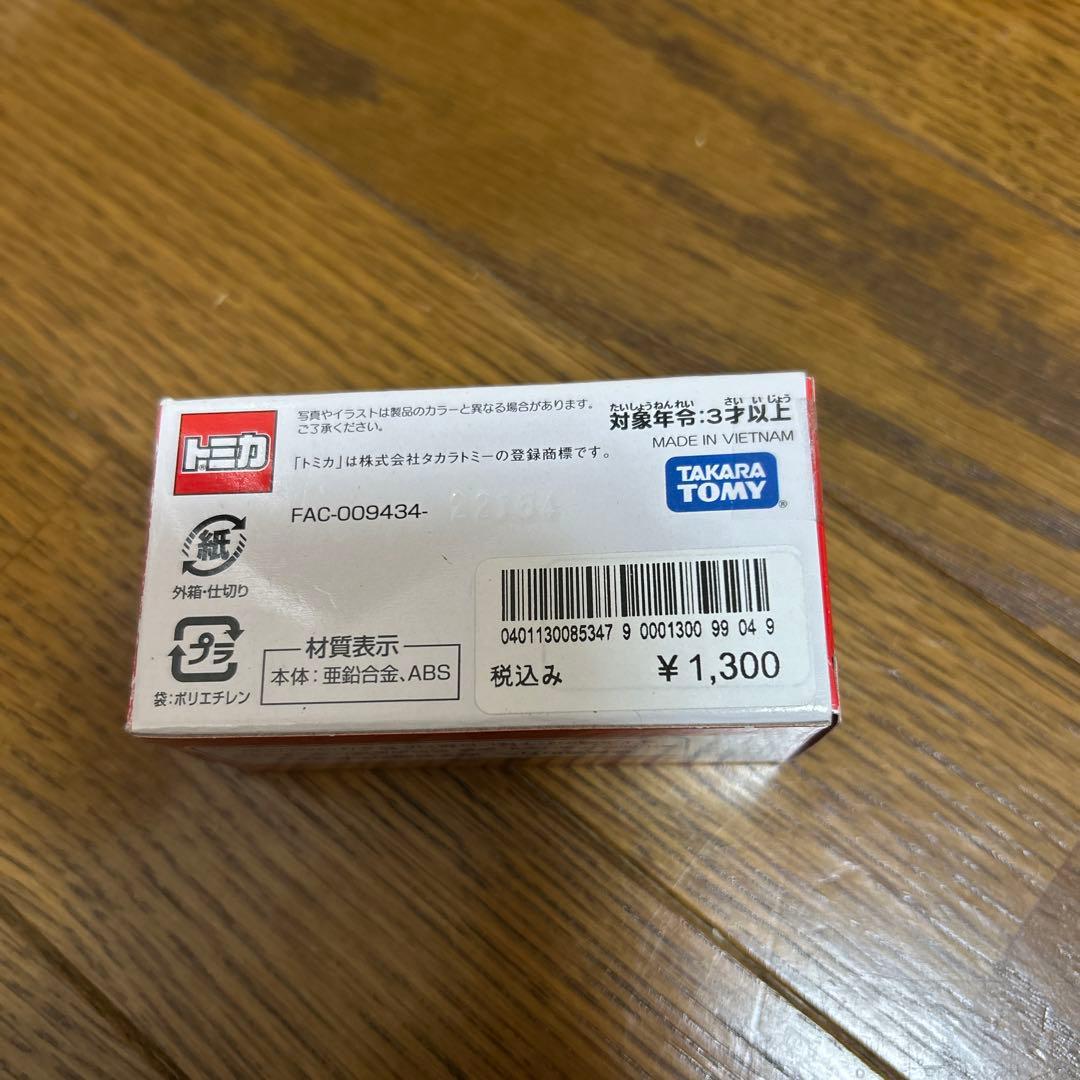 トミカ
写真やイラストは製品のカラーと異なる場合があります。
ご了承ください。
「トミカ」は株式会社タカラトミーの登録商標です。
FAC-009434-
たいしょうねんれい さい いじょう
対象年令:3才以上
MADE IN VIETNAM
TAKARA
TOMY
®
紙
外箱・仕切り
プラ
袋:ポリエチレン
材質表示
本体:亜鉛合金、ABS
0401130085347 9 0001300 99 04 9
税込み ¥1,300